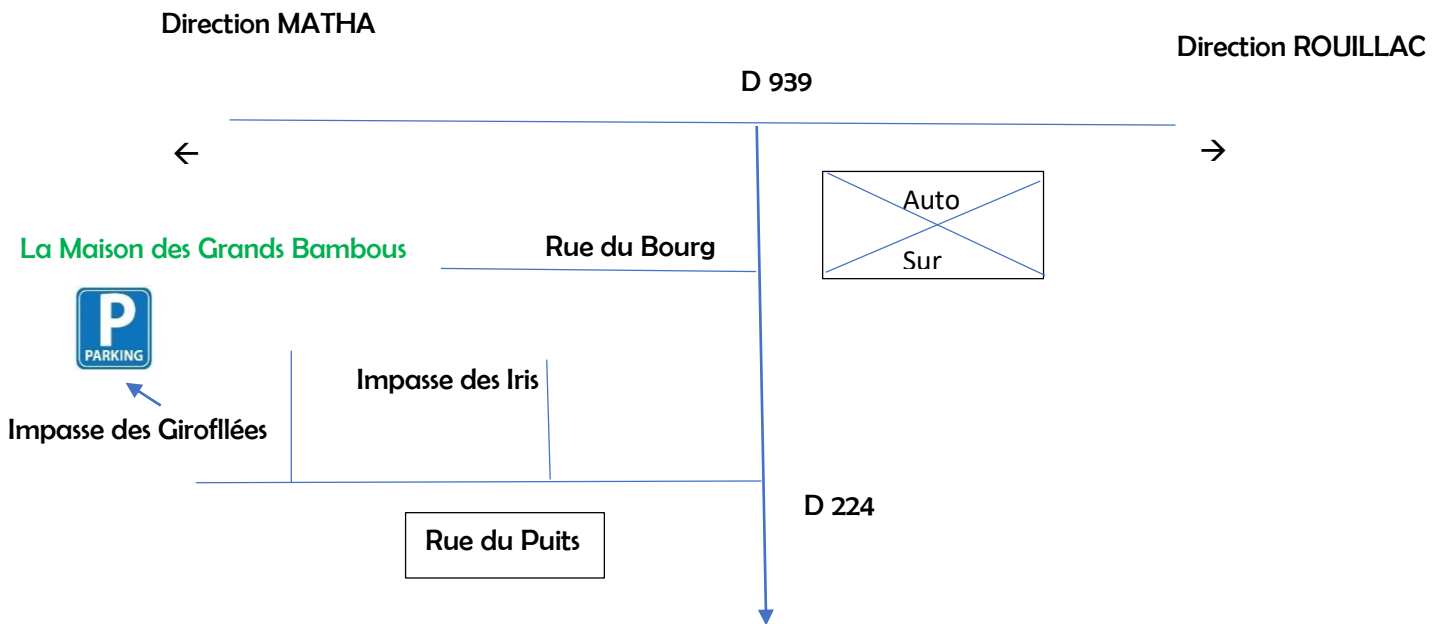 Direction MATHA
Direction ROUILLAC
D 939
←
→
Auto
Sur
La Maison des Grands Bambous
Rue du Bourg
P
PARKING
Impasse des Iris
Impasse des Girofllées
D 224
Rue du Puits